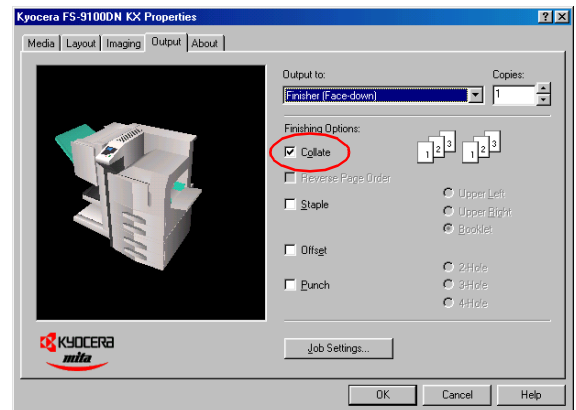 Kyocera FS-9100DN KX Properties
Media Layout Imaging Output About
Output to: Copies:
Finisher (Face-down) 1
Finishing Options:
Collate 1 2 3 1 2 3
Reverse Page Order
Upper Left
Staple Upper Right
Booklet
Offset
2-Hole
Punch 3-Hole
4-Hole
KYOCERA
mita
Job Settings...
OK Cancel Help